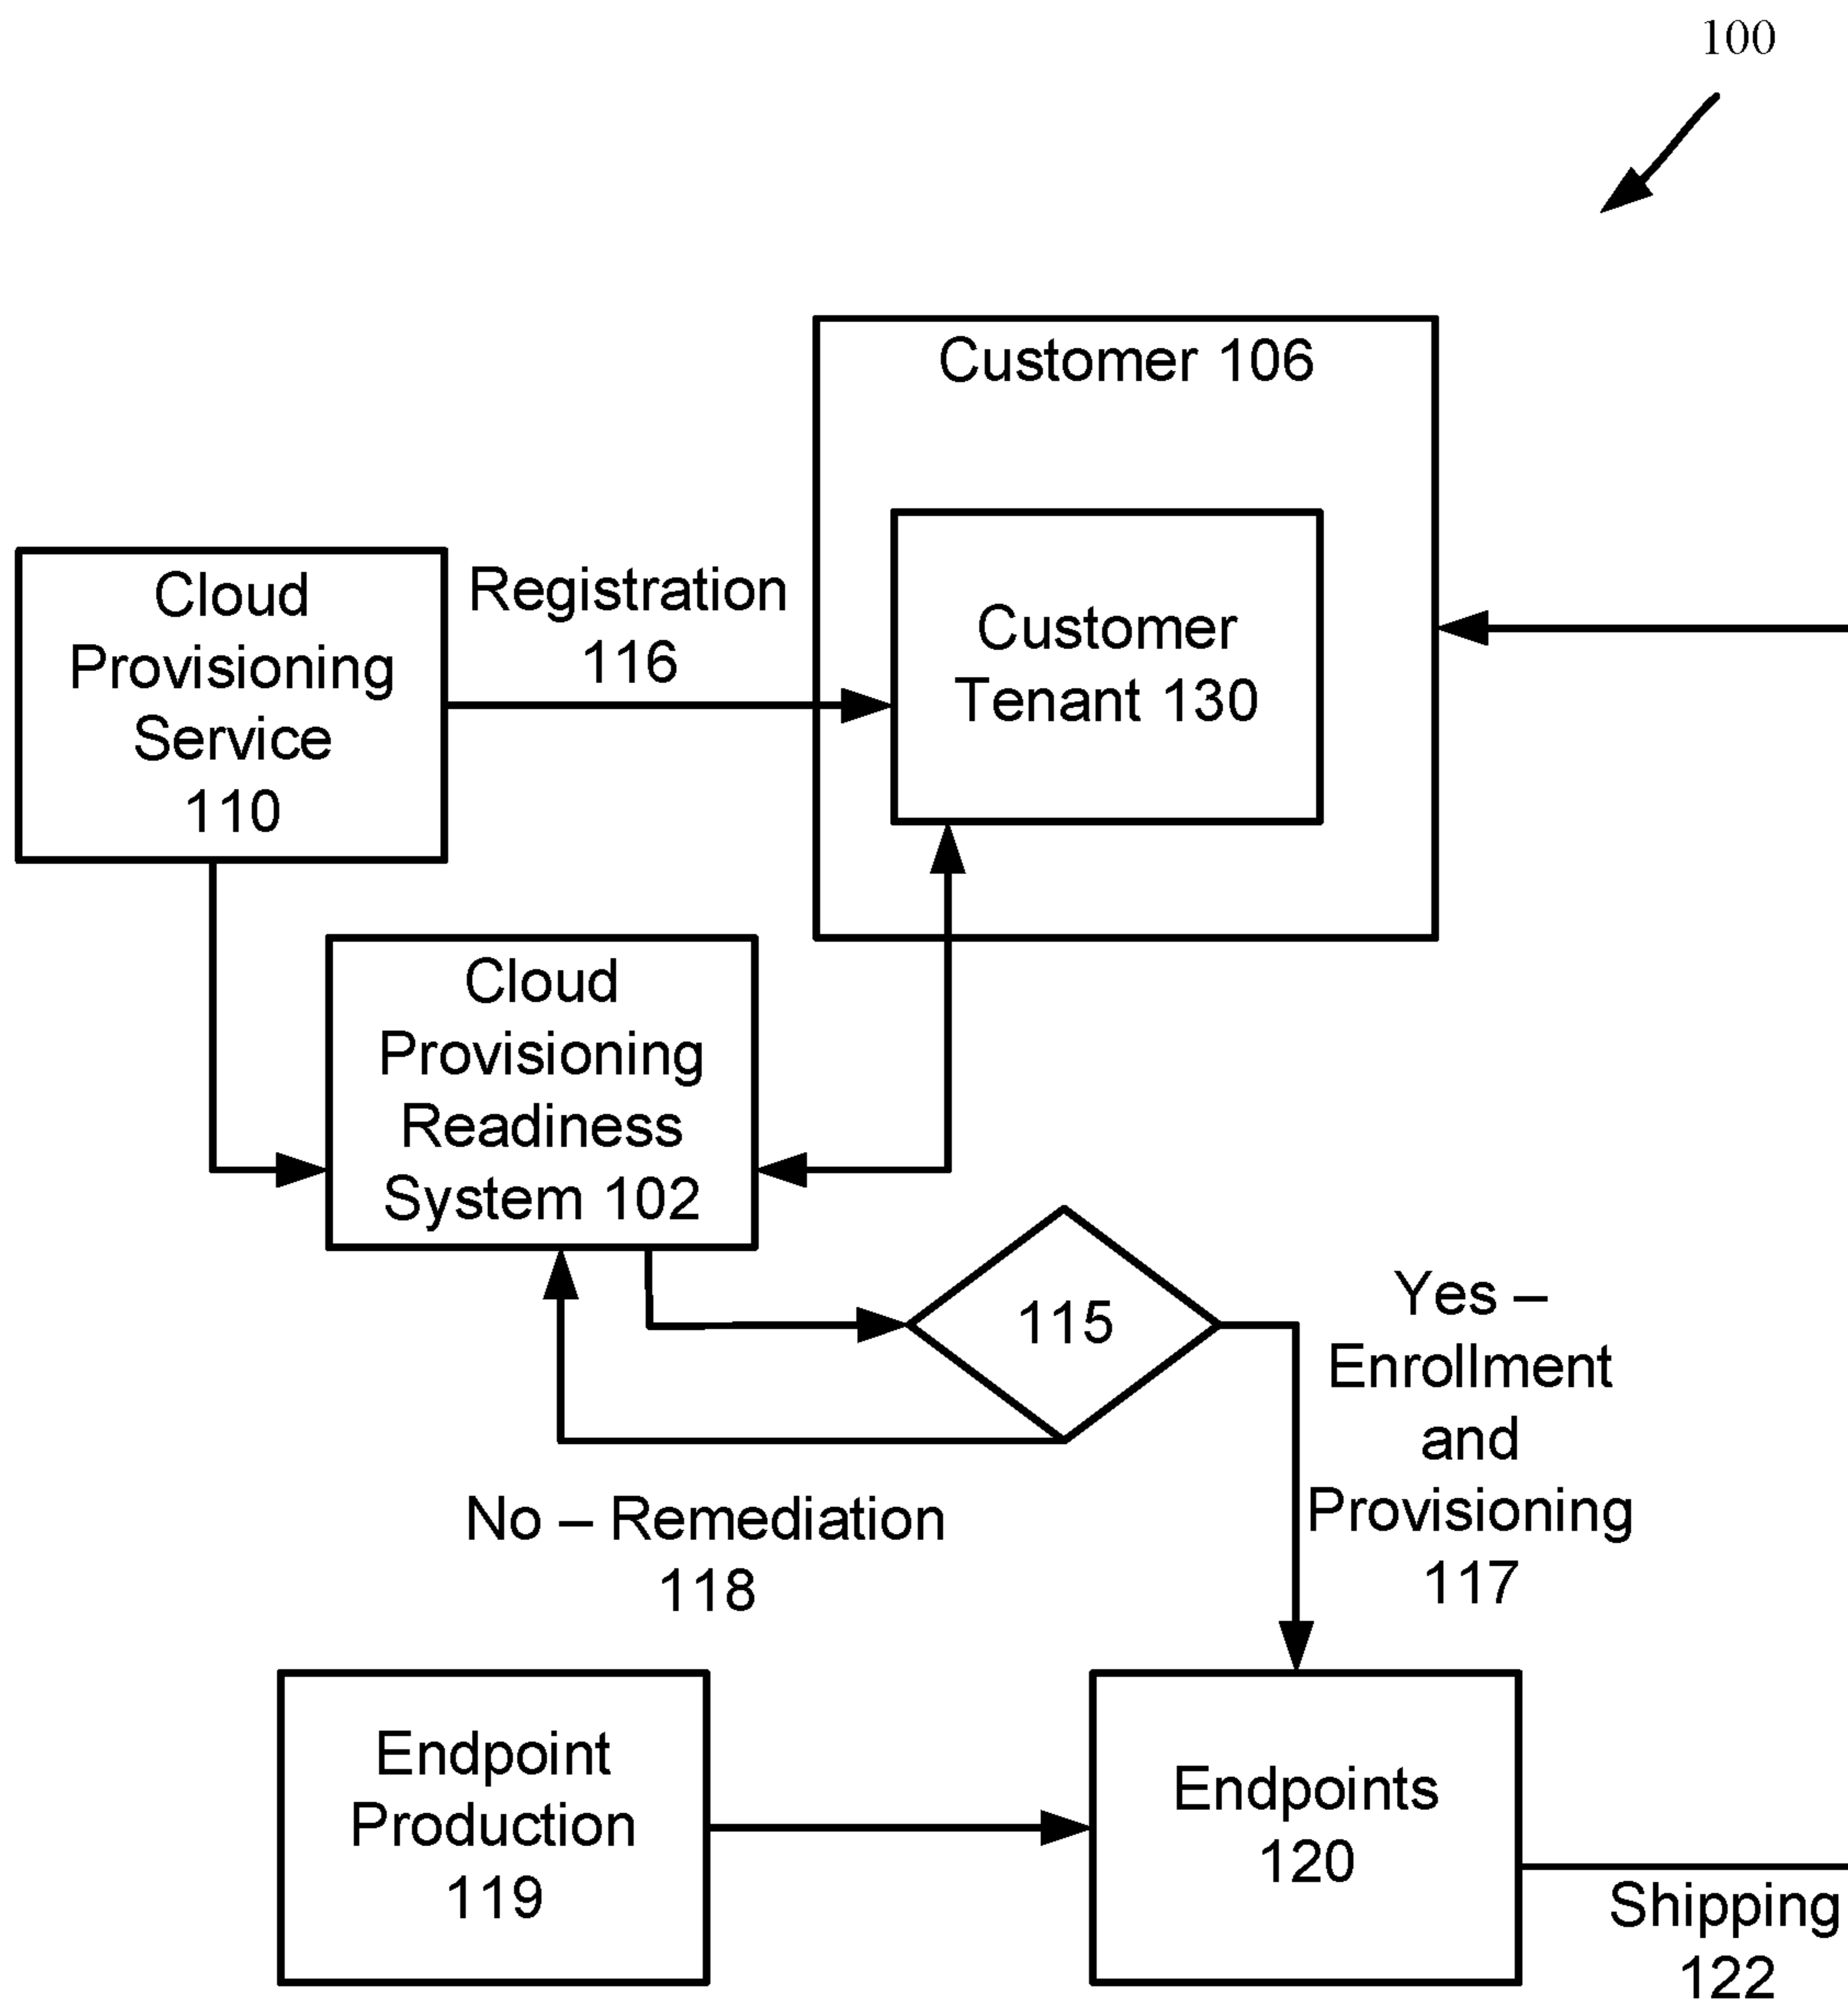 100
Customer 106
Cloud
Provisioning
Service
110
Registration
116
Customer
Tenant 130
Cloud
Provisioning
Readiness
System 102
115
Yes –
Enrollment
and
Provisioning
117
No – Remediation
118
Endpoint
Production
119
Endpoints
120
Shipping
122